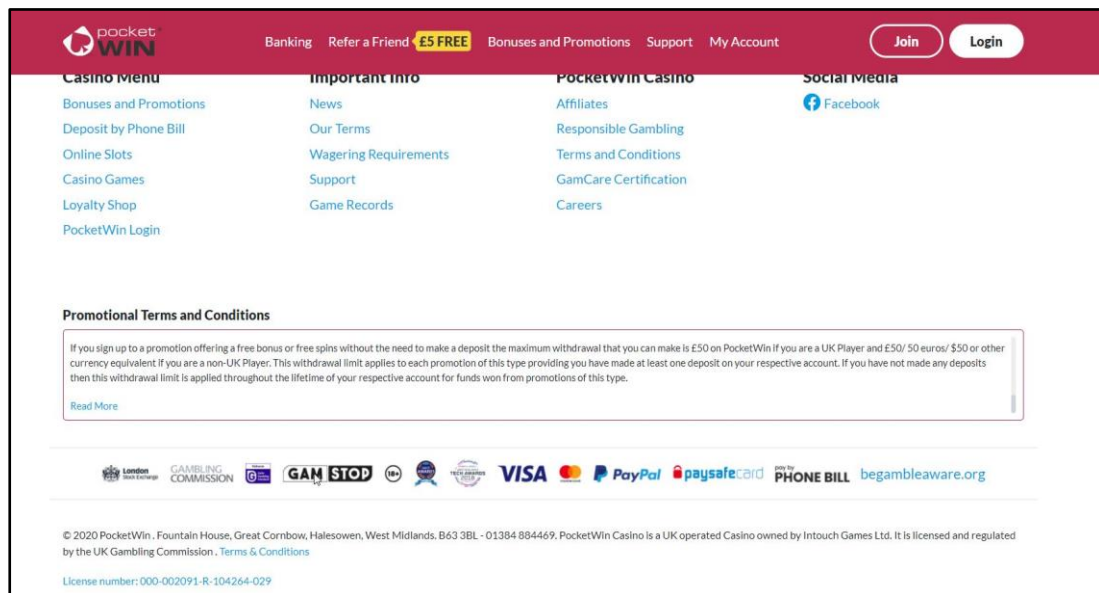 pocket WIN Banking Refer a Friend £5 FREE Bonuses and Promotions Support My Account Join Login
Casino Menu
Bonuses and Promotions
Deposit by Phone Bill
Online Slots
Casino Games
Loyalty Shop
PocketWin Login
Important Info
News
Our Terms
Wagering Requirements
Support
Game Records
PocketWin Casino
Affiliates
Responsible Gambling
Terms and Conditions
GamCare Certification
Careers
Social Media
Facebook
Promotional Terms and Conditions
If you sign up to a promotion offering a free bonus or free spins without the need to make a deposit the maximum withdrawal that you can make is £50 on PocketWin if you are a UK Player and £50/ 50 euros/ $50 or other
currency equivalent if you are a non-UK Player. This withdrawal limit applies to each promotion of this type providing you have made at least one deposit on your respective account. If you have not made any deposits
then this withdrawal limit is applied throughout the lifetime of your respective account for funds won from promotions of this type.
Read More
London Stock Exchange GAMBLING COMMISSION GAMSTOP 18+ TECH AWARDS 2018 VISA PayPal paysafecard pay by PHONE BILL begambleaware.org
© 2020 PocketWin . Fountain House, Great Cornbow, Halesowen, West Midlands. B63 3BL - 01384 884469. PocketWin Casino is a UK operated Casino owned by Intouch Games Ltd. It is licensed and regulated
by the UK Gambling Commission . Terms & Conditions
License number: 000-002091-R-104264-029